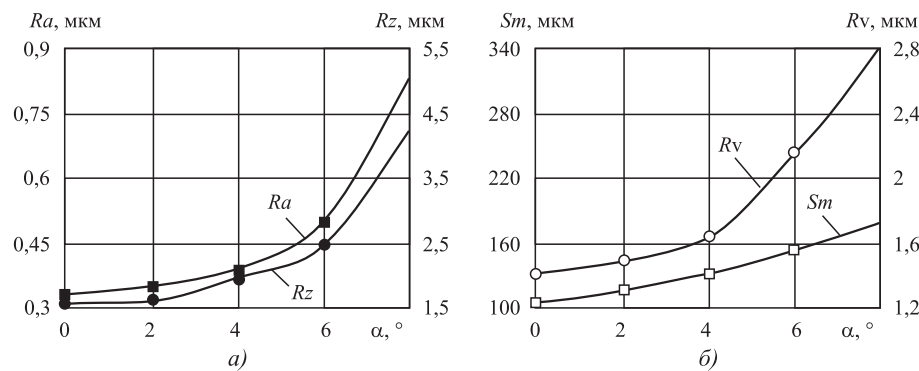 Ra, мкм Rz, мкм Sm, мкм Rv, мкм
0,9 5,5 340 2,8
0,75 4,5 280 2,4
Rv
0,6 3,5 220 2
Ra Sm
0,45 2,5 160 1,6
Rz
0,3 1,5 100 1,2
0 2 4 6 α, ° 0 2 4 6 α, °
а) б)